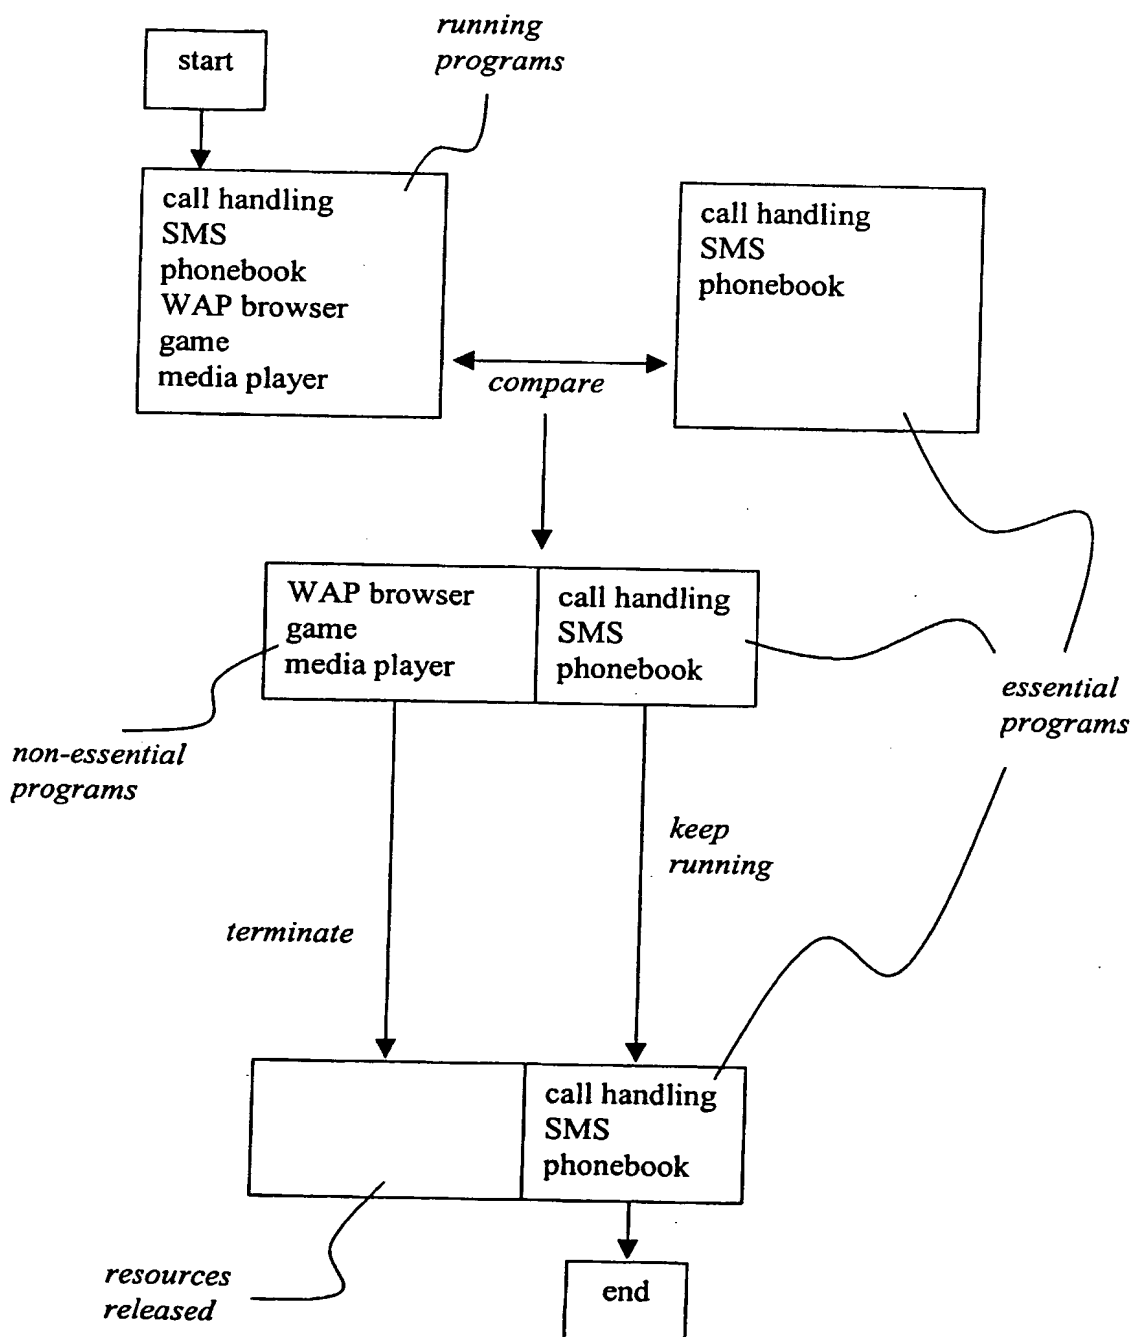 running
programs
start
call handling
SMS
phonebook
WAP browser
game
media player
call handling
SMS
phonebook
compare
WAP browser
game
media player
call handling
SMS
phonebook
essential
programs
non-essential
programs
keep
running
terminate
call handling
SMS
phonebook
resources
released
end